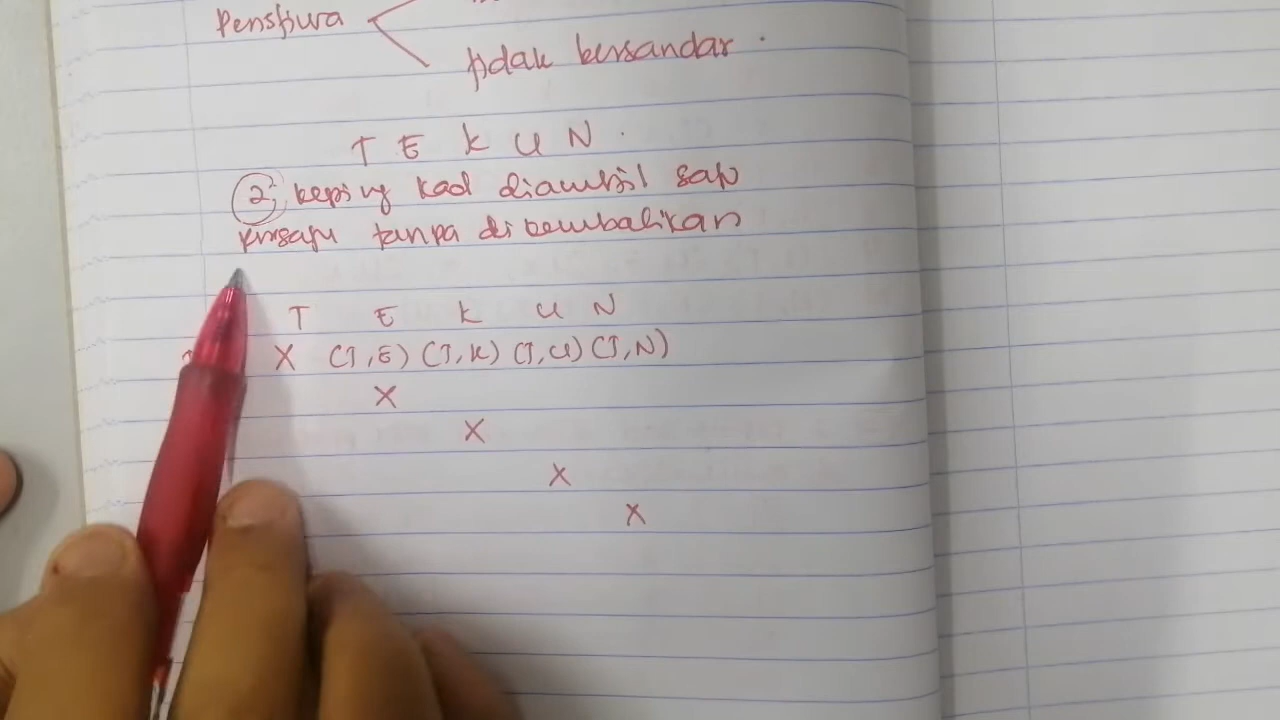 Peristiwa
tidak bersandar.
T E K U N.
2 keping kad diambil satu
persatu tanpa dikembalikan
T E K U N
X (T,E) (T,K) (T,U) (T,N)
X
X
X
X